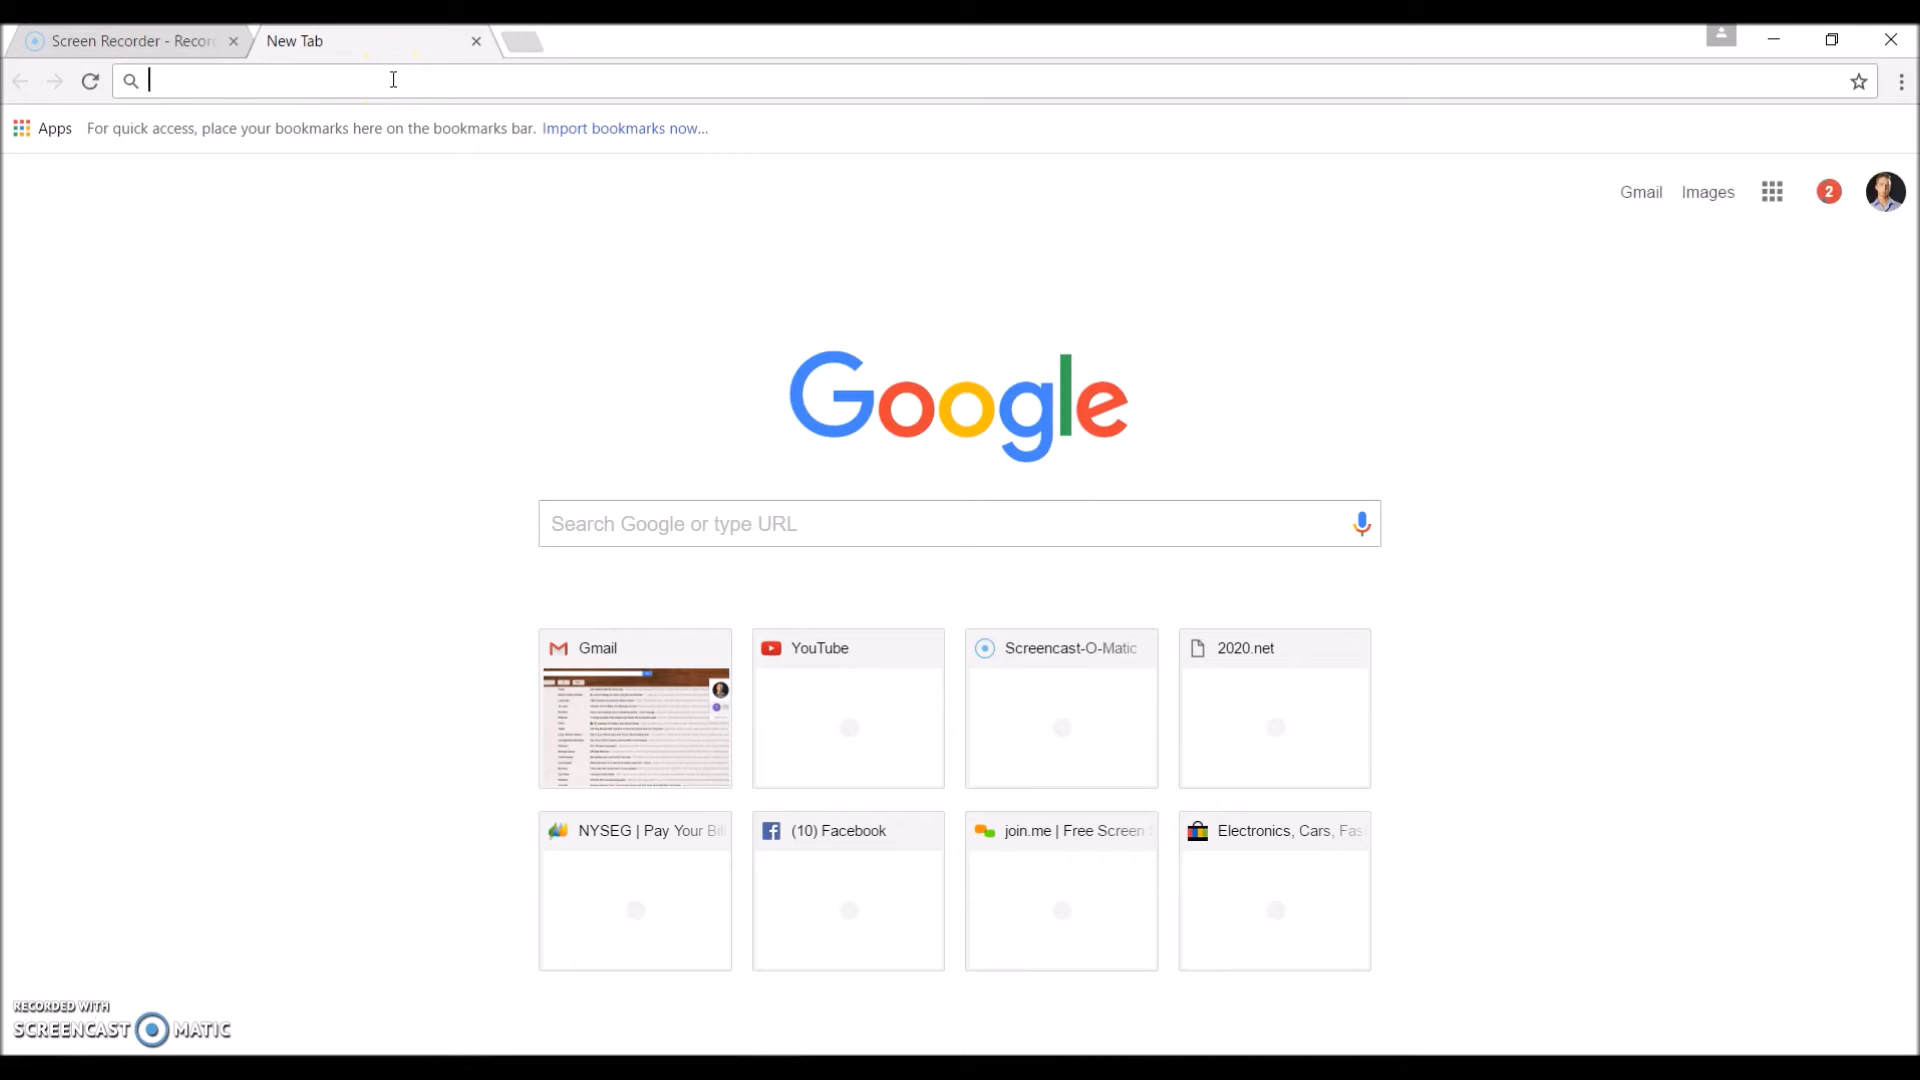 Screen Recorder - Recor
New Tab
Apps
For quick access, place your bookmarks here on the bookmarks bar. Import bookmarks now...
Gmail
Images
2
Google
Search Google or type URL
Gmail
YouTube
Screencast-O-Matic
2020.net
NYSEG | Pay Your Bil
(10) Facebook
join.me | Free Screen
Electronics, Cars, Fas
RECORDED WITH
SCREENCAST MATIC